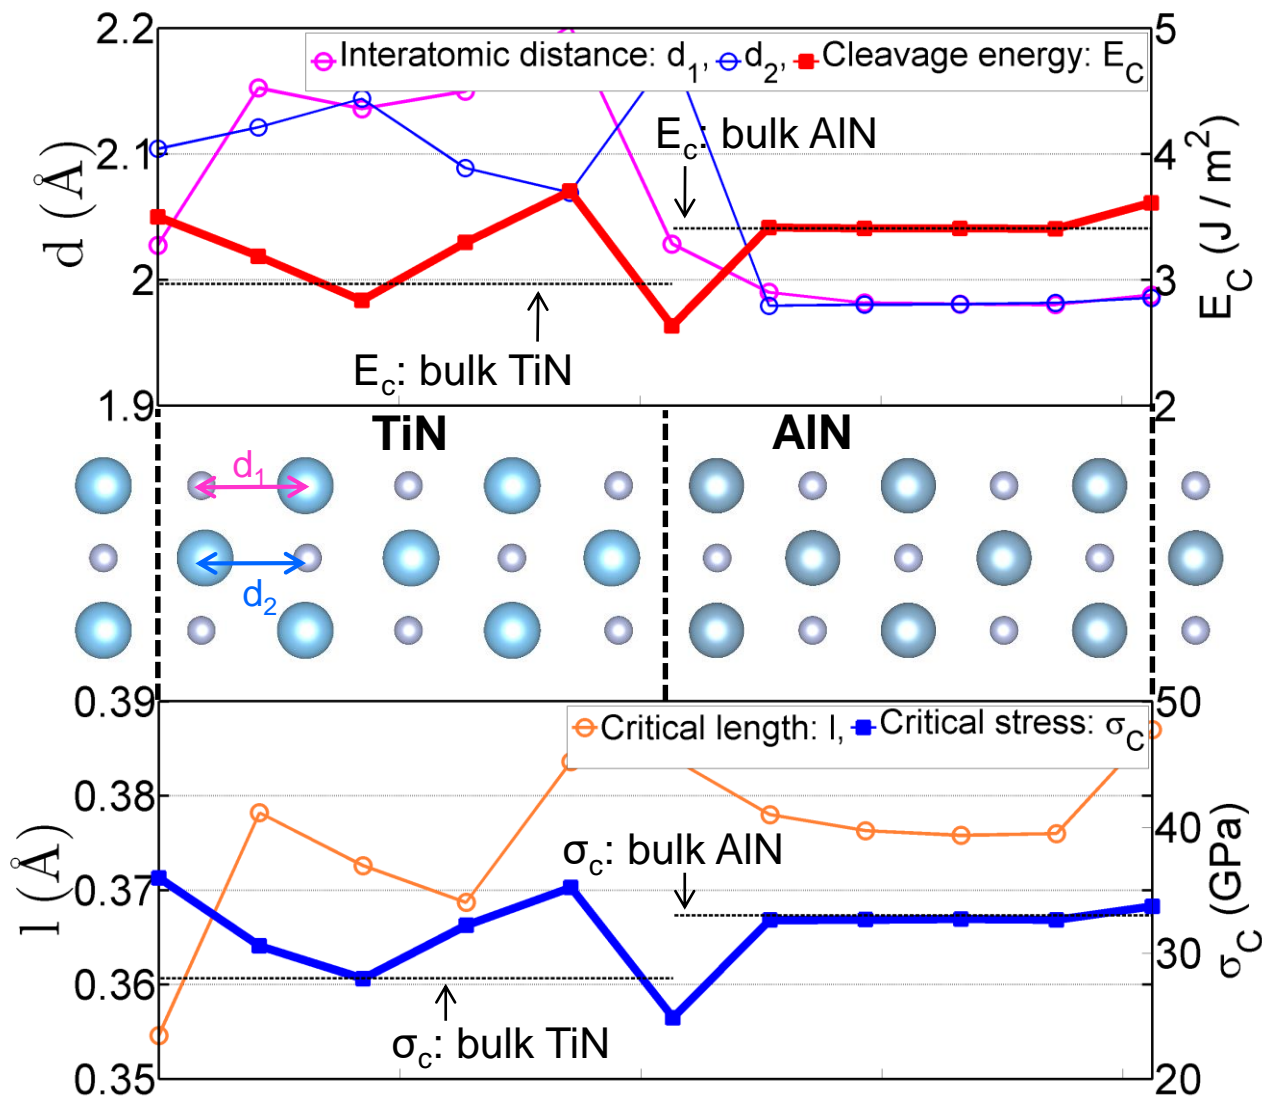 2.2
5
Interatomic distance: d1, d2, Cleavage energy: EC
Ec: bulk AlN
2.1
4
d (Å)
EC (J / m2)
2
3
Ec: bulk TiN
1.9
2
TiN
AlN
d1
d2
0.39
50
Critical length: l, Critical stress: σC
0.38
40
σc: bulk AlN
l (Å)
σC (GPa)
0.37
30
0.36
σc: bulk TiN
0.35
20